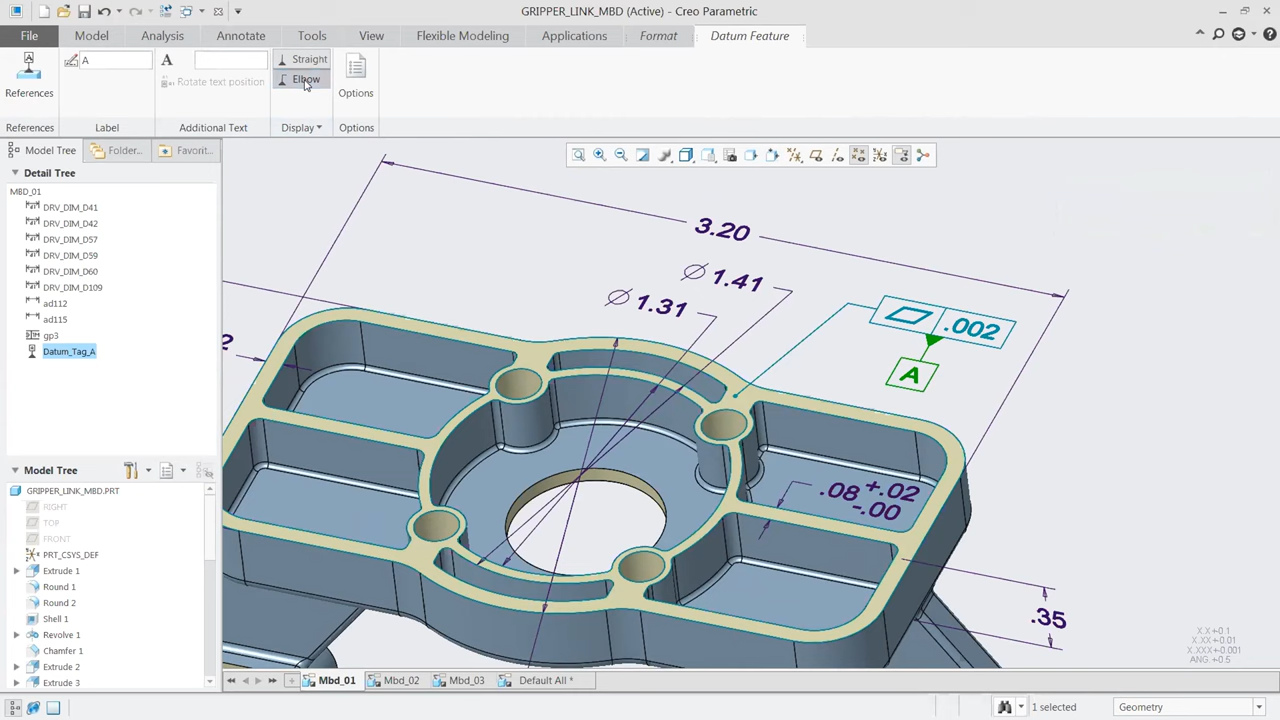 GRIPPER_LINK_MBD (Active) - Creo Parametric
File Model Analysis Annotate Tools View Flexible Modeling Applications Format Datum Feature
A A Straight
Rotate text position Elbow
References Options
References Label Additional Text Display Options
Model Tree Folder... Favorit...
Detail Tree
MBD_01
DRV_DIM_D41
DRV_DIM_D42
DRV_DIM_D57
DRV_DIM_D59
DRV_DIM_D60
DRV_DIM_D109
ad112
ad115
gp3
Datum_Tag_A
Model Tree
GRIPPER_LINK_MBD.PRT
RIGHT
TOP
FRONT
PRT_CSYS_DEF
Extrude 1
Round 1
Round 2
Shell 1
Revolve 1
Chamfer 1
Extrude 2
Extrude 3
3.20
∅ 1.41
∅ 1.31
.002
A
2
.08 +.02
-.00
.35
X.X+-0.1
X.XX+-0.01
X.XXX+-0.001
ANG.+-0.5
Mbd_01 Mbd_02 Mbd_03 Default All *
1 selected Geometry